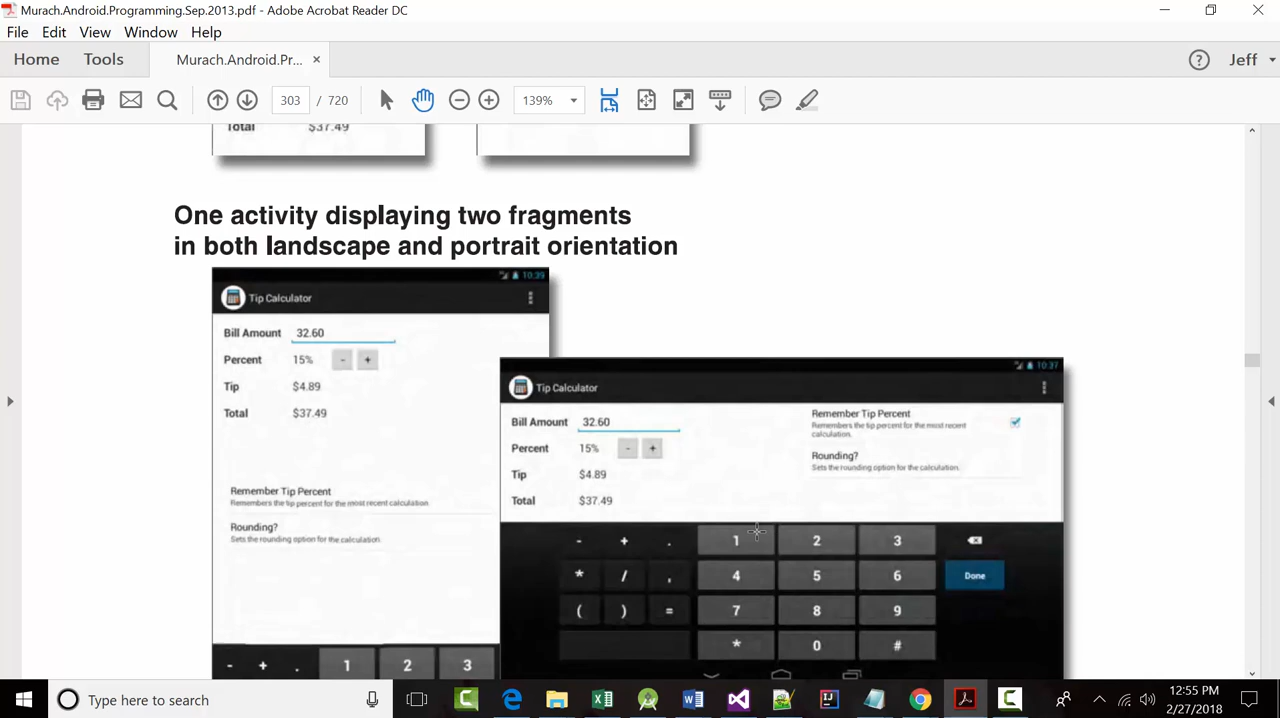 Murach.Android.Programming.Sep.2013.pdf - Adobe Acrobat Reader DC
File Edit View Window Help
Home Tools Murach.Android.Pr... × ? Jeff
303 / 720 139%
Total $37.49
One activity displaying two fragments
in both landscape and portrait orientation
10:39
Tip Calculator
Bill Amount 32.60
Percent 15% - +
Tip $4.89
Total $37.49
Remember Tip Percent
Remembers the tip percent for the most recent calculation.
Rounding?
Sets the rounding option for the calculation.
- + . 1 2 3
10:37
Tip Calculator
Bill Amount 32.60
Percent 15% - +
Tip $4.89
Total $37.49
Remember Tip Percent
Remembers the tip percent for the most recent
calculation.
Rounding?
Sets the rounding option for the calculation.
- + . 1 2 3
* / , 4 5 6 Done
( ) = 7 8 9
* 0 #
Type here to search
12:55 PM
2/27/2018